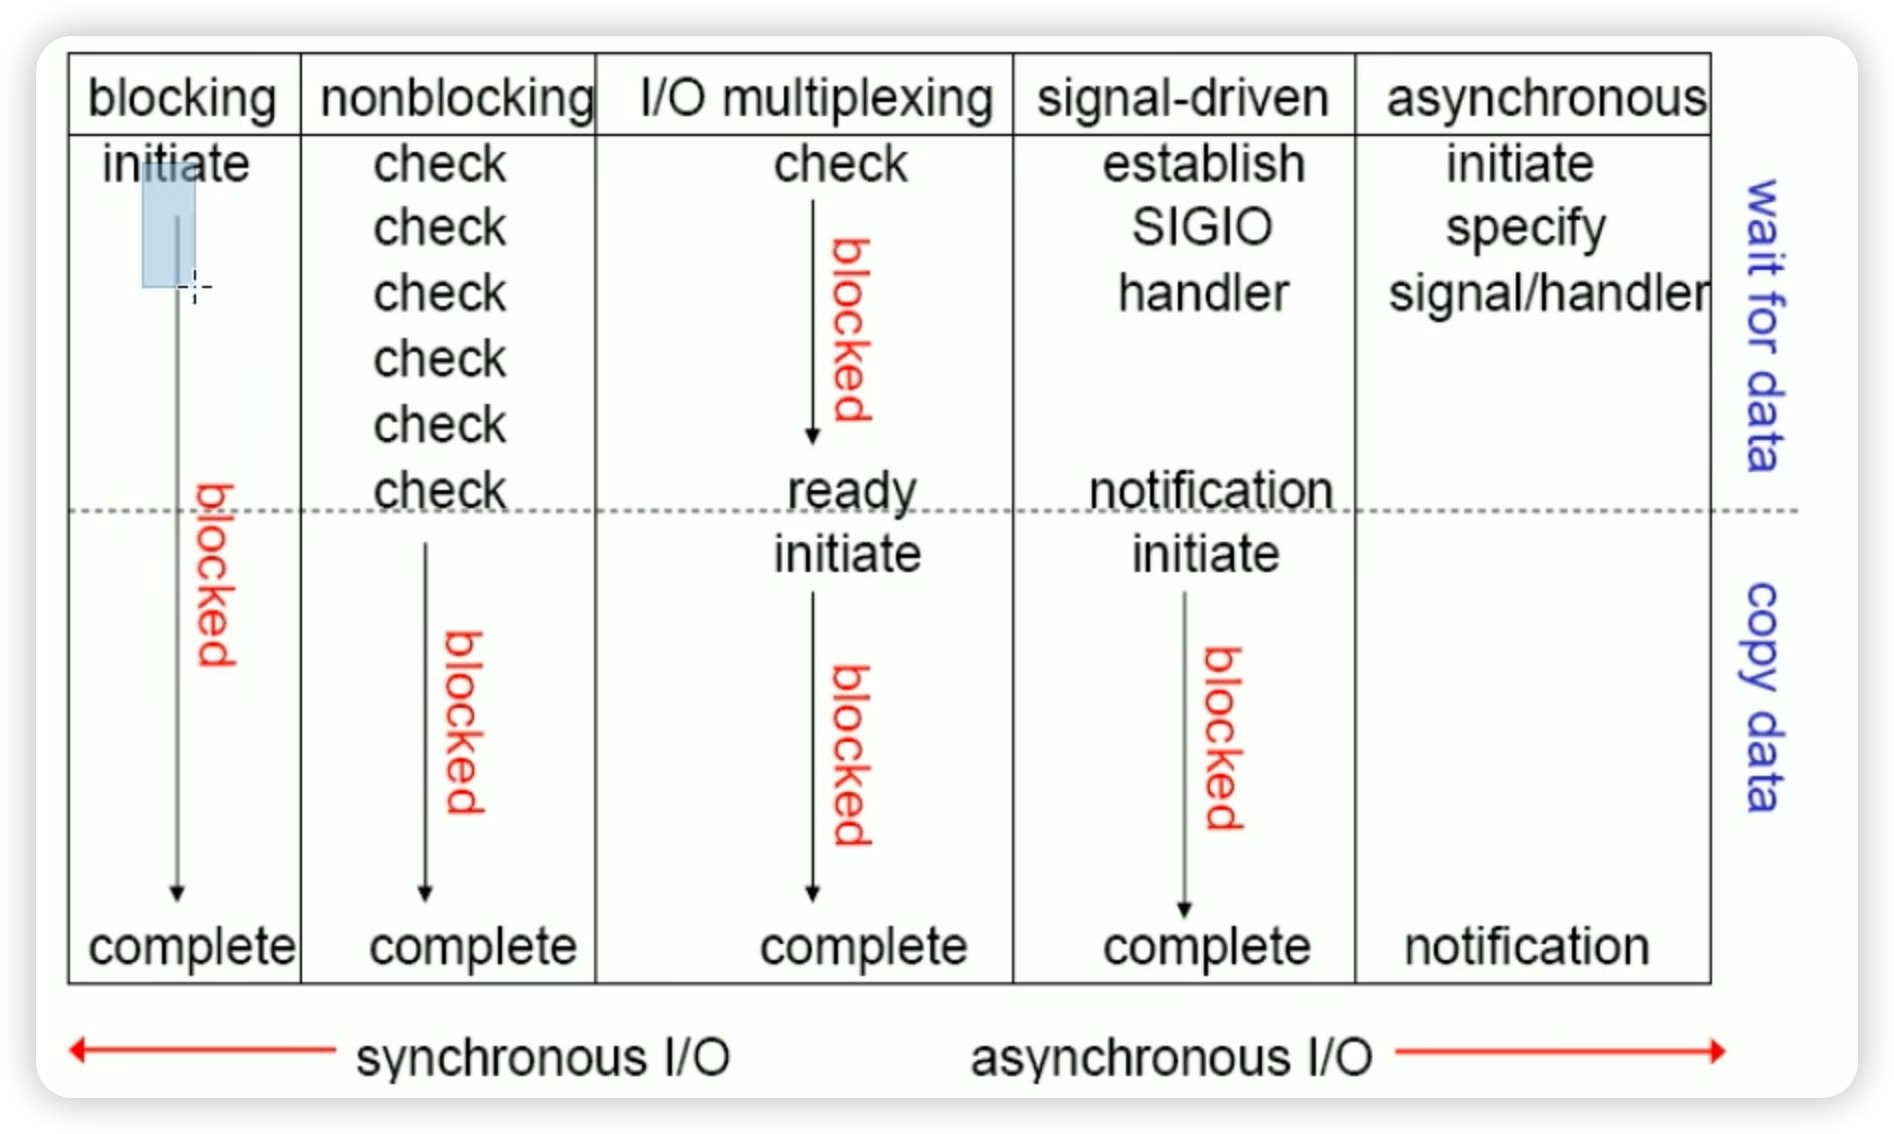 blocking
nonblocking
I/O multiplexing
signal-driven
asynchronous
initiate
blocked
complete
check
check
check
check
check
check
blocked
complete
check
blocked
ready
initiate
blocked
complete
establish
SIGIO
handler
notification
initiate
blocked
complete
initiate
specify
signal/handler
notification
wait for data
copy data
synchronous I/O
asynchronous I/O